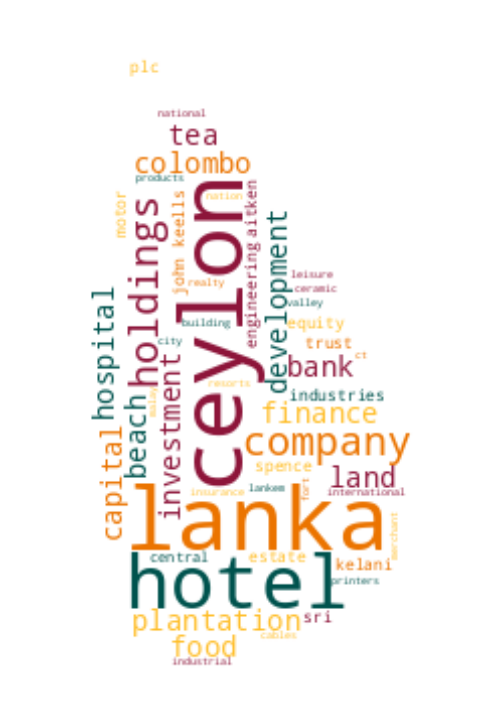 plc
national
tea
colombo
products
ceylon
nation
motor
holdings
john keells
engineering
aitken
development
leisure
ceramic
valley
realty
building
equity
city
trust
hospital
investment
bank
ct
resorts
industries
beach
malay
finance
capital
company
spence
land
insurance
lankem
fort
international
lanka
merchant
central
estate
kelani
hotel
printers
plantation
sri
food
cables
industrial